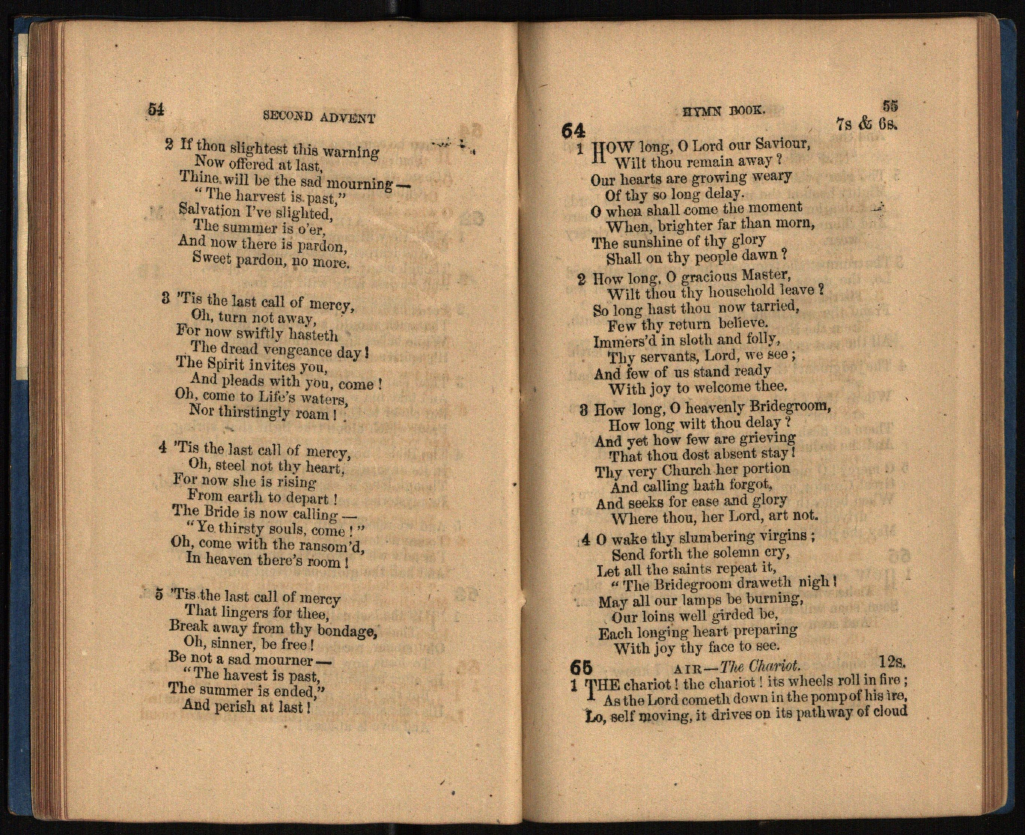 54
SECOND ADVENT
2 If thou slightest this warning
Now offered at last,
Thine will be the sad mourning—
"The harvest is past,"
Salvation I've slighted,
The summer is o'er,
And now there is pardon,
Sweet pardon, no more.
3 'Tis the last call of mercy,
Oh, turn not away,
For now swiftly hasteth
The dread vengeance day!
The Spirit invites you,
And pleads with you, come!
Oh, come to Life's waters,
Nor thirstingly roam!
4 'Tis the last call of mercy,
Oh, steel not thy heart,
For now she is rising
From earth to depart!
The Bride is now calling—
"Ye thirsty souls, come!"
Oh, come with the ransom'd,
In heaven there's room!
5 'Tis the last call of mercy
That lingers for thee,
Break away from thy bondage,
Oh, sinner, be free!
Be not a sad mourner—
"The havest is past,
The summer is ended,"
And perish at last!
HYMN BOOK.
55
64
7s & 6s.
1 HOW long, O Lord our Saviour,
Wilt thou remain away?
Our hearts are growing weary
Of thy so long delay.
O when shall come the moment
When, brighter far than morn,
The sunshine of thy glory
Shall on thy people dawn?
2 How long, O gracious Master,
Wilt thou thy household leave?
So long hast thou now tarried,
Few thy return believe.
Immers'd in sloth and folly,
Thy servants, Lord, we see;
And few of us stand ready
With joy to welcome thee.
3 How long, O heavenly Bridegroom,
How long wilt thou delay?
And yet how few are grieving
That thou dost absent stay!
Thy very Church her portion
And calling hath forgot,
And seeks for ease and glory
Where thou, her Lord, art not.
4 O wake thy slumbering virgins;
Send forth the solemn cry,
Let all the saints repeat it,
"The Bridegroom draweth nigh!
May all our lamps be burning,
Our loins well girded be,
Each longing heart preparing
With joy thy face to see.
65 AIR—The Chariot. 12s.
1 THE chariot! the chariot! its wheels roll in fire;
As the Lord cometh down in the pomp of his ire,
Lo, self moving, it drives on its pathway of cloud